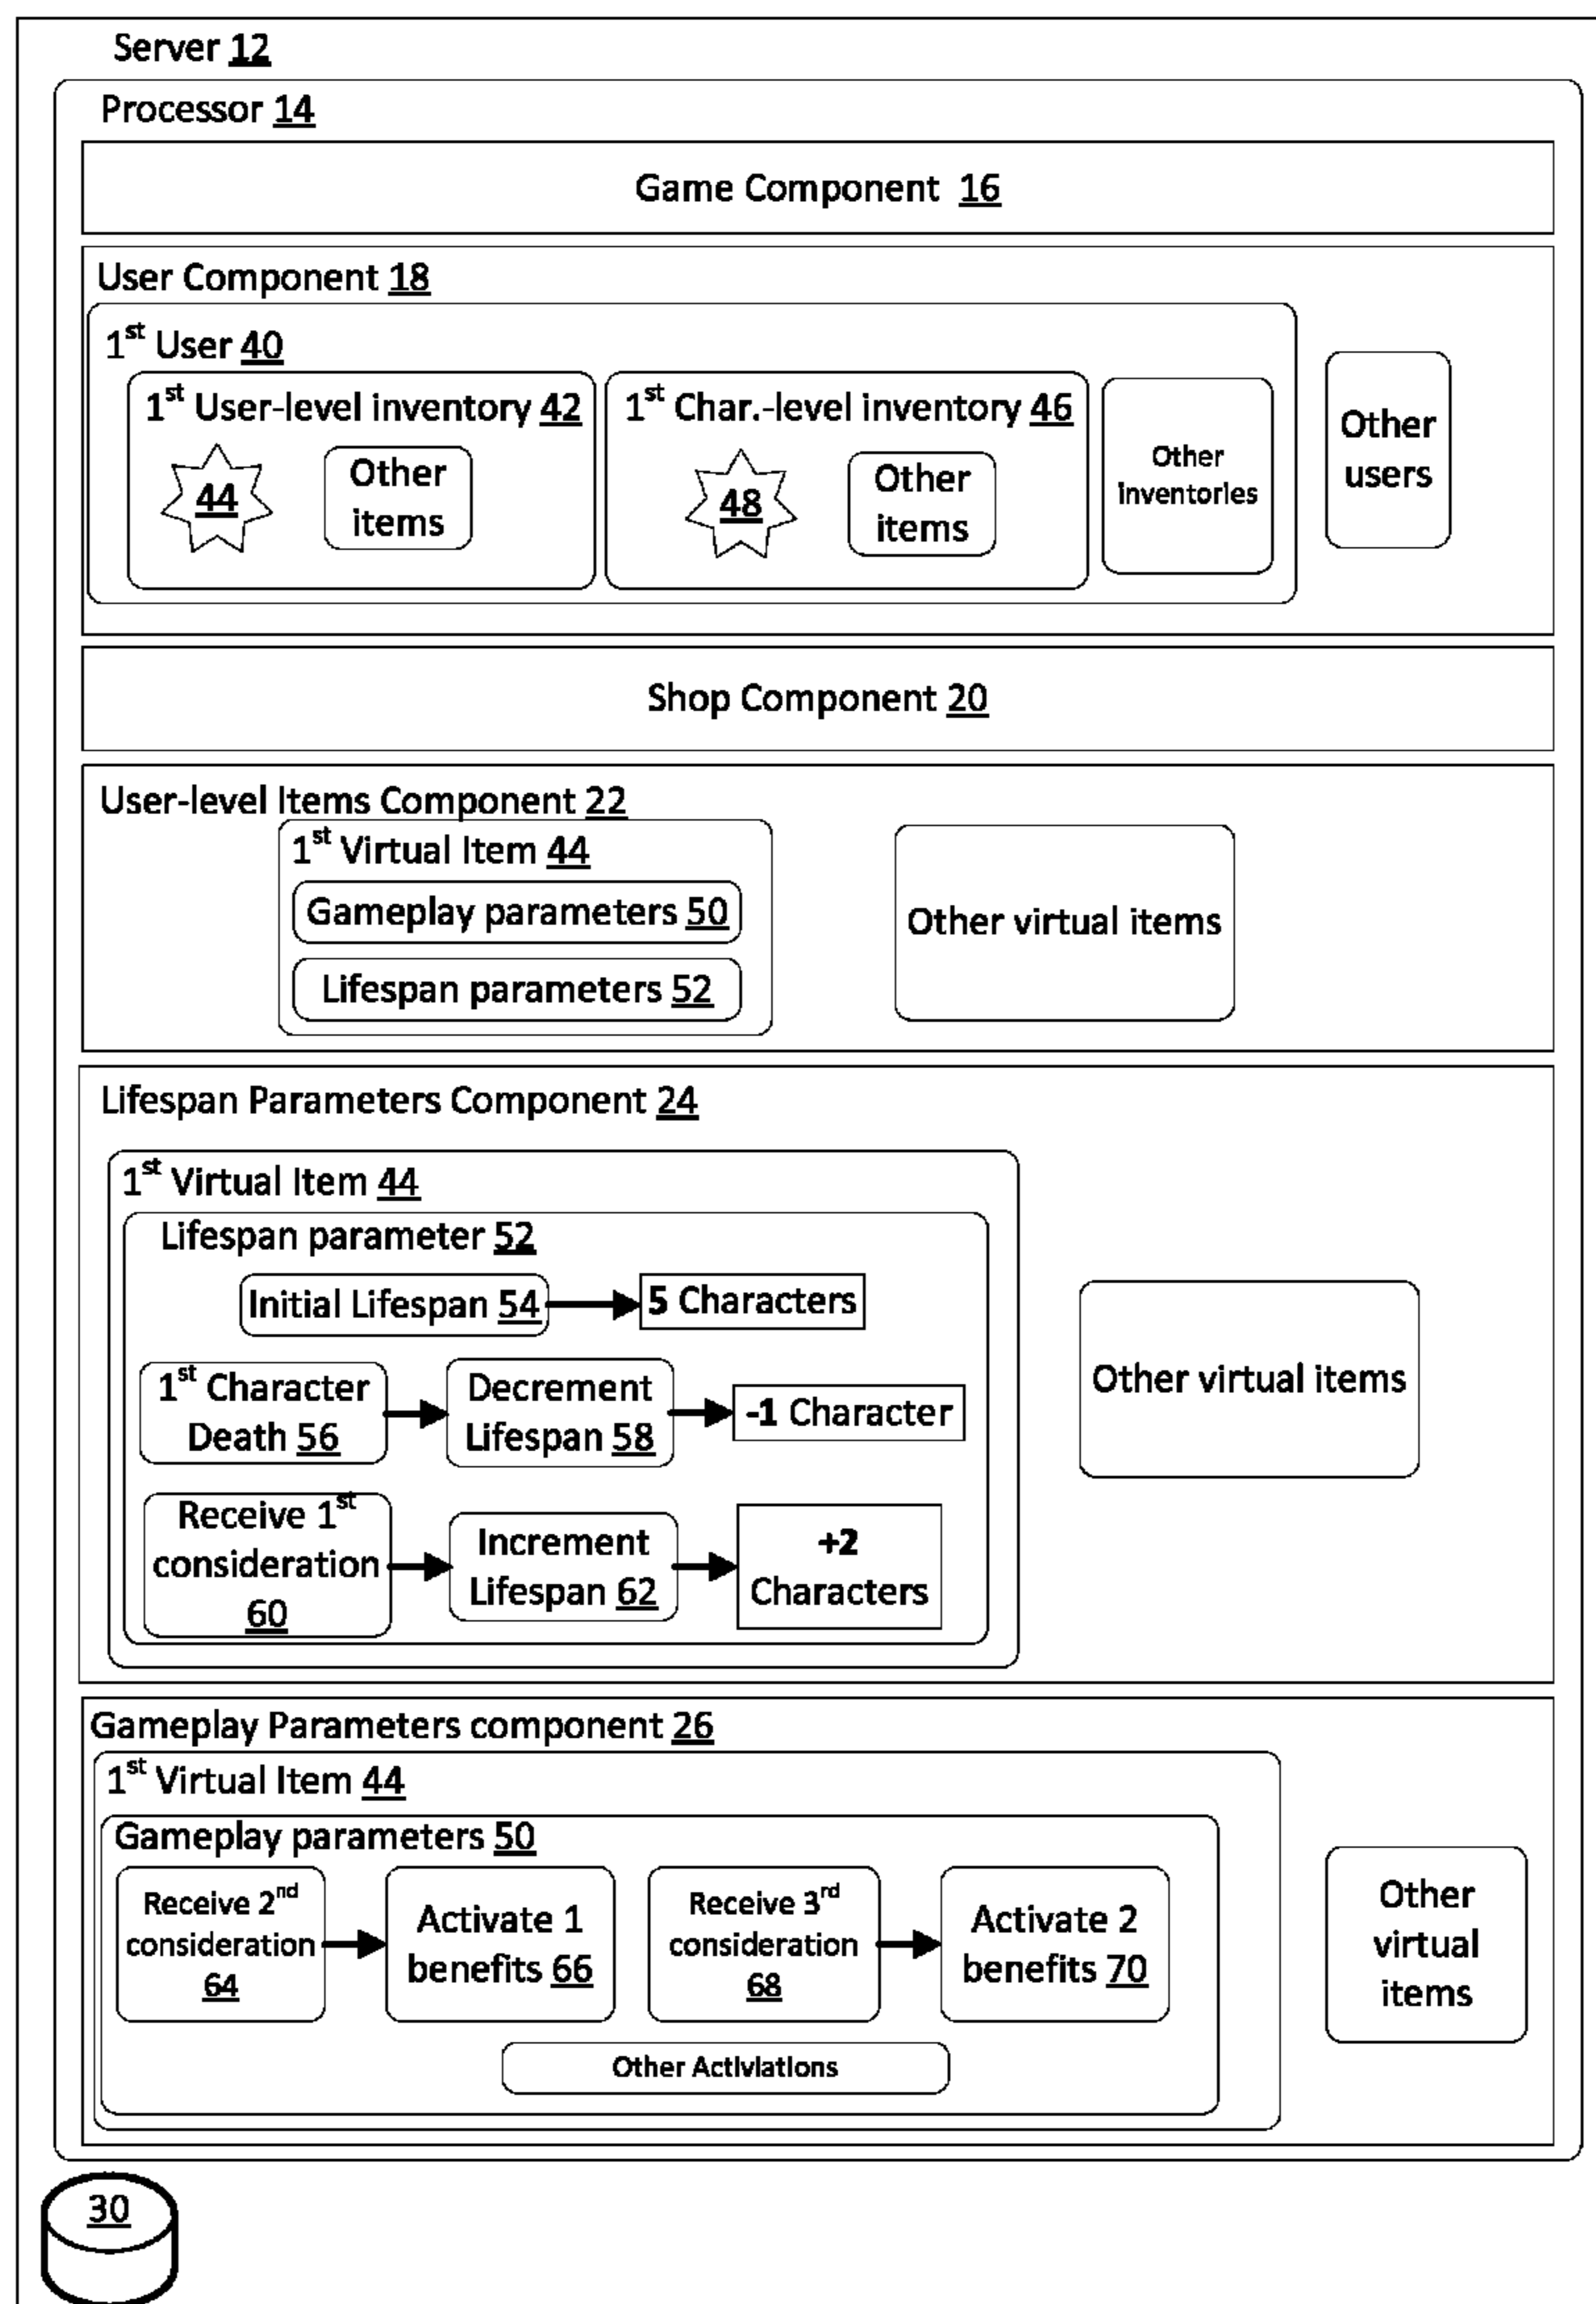 Server 12
Processor 14
Game Component 16
User Component 18
1st User 40
1st User-level inventory 42
44
Other
items
1st Char.-level inventory 46
48
Other
items
Other
inventories
Other
users
Shop Component 20
User-level Items Component 22
1st Virtual Item 44
Gameplay parameters 50
Lifespan parameters 52
Other virtual items
Lifespan Parameters Component 24
1st Virtual Item 44
Lifespan parameter 52
Initial Lifespan 54
5 Characters
1st Character
Death 56
Decrement
Lifespan 58
-1 Character
Receive 1st
consideration
60
Increment
Lifespan 62
+2
Characters
Other virtual items
Gameplay Parameters component 26
1st Virtual Item 44
Gameplay parameters 50
Receive 2nd
consideration
64
Activate 1
benefits 66
Receive 3rd
consideration
68
Activate 2
benefits 70
Other Activiations
Other
virtual
items
30